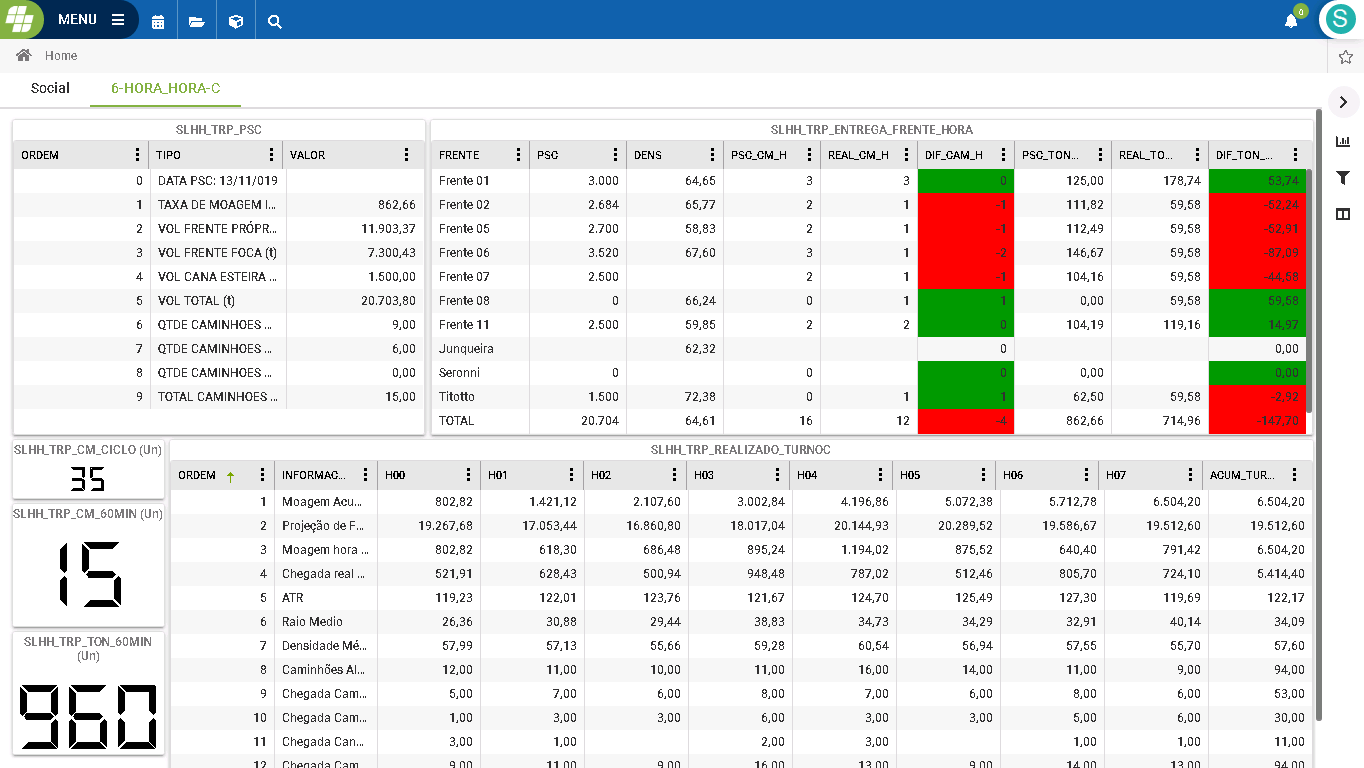 MENU
0
S
Home
Social 6-HORA_HORA-C
SLHH_TRP_PSC
ORDEM TIPO VALOR
0 DATA PSC: 13/11/019
1 TAXA DE MOAGEM I... 862,66
2 VOL FRENTE PRÓPR... 11.903,37
3 VOL FRENTE FOCA (t) 7.300,43
4 VOL CANA ESTEIRA ... 1.500,00
5 VOL TOTAL (t) 20.703,80
6 QTDE CAMINHOES ... 9,00
7 QTDE CAMINHOES ... 6,00
8 QTDE CAMINHOES ... 0,00
9 TOTAL CAMINHOES ... 15,00
SLHH_TRP_ENTREGA_FRENTE_HORA
FRENTE PSC DENS PSC_CM_H REAL_CM_H DIF_CAM_H PSC_TON... REAL_TO... DIF_TON_...
Frente 01 3.000 64,65 3 3 0 125,00 178,74 53,74
Frente 02 2.684 65,77 2 1 -1 111,82 59,58 -52,24
Frente 05 2.700 58,83 2 1 -1 112,49 59,58 -52,91
Frente 06 3.520 67,60 3 1 -2 146,67 59,58 -87,09
Frente 07 2.500 2 1 -1 104,16 59,58 -44,58
Frente 08 0 66,24 0 1 1 0,00 59,58 59,58
Frente 11 2.500 59,85 2 2 0 104,19 119,16 14,97
Junqueira 62,32 0 0,00
Seronni 0 0 0 0,00 0,00
Titotto 1.500 72,38 0 1 1 62,50 59,58 -2,92
TOTAL 20.704 64,61 16 12 -4 862,66 714,96 -147,70
SLHH_TRP_CM_CICLO (Un)
35
SLHH_TRP_CM_60MIN (Un)
15
SLHH_TRP_TON_60MIN
(Un)
960
SLHH_TRP_REALIZADO_TURNOC
ORDEM INFORMAC... H00 H01 H02 H03 H04 H05 H06 H07 ACUM_TUR...
1 Moagem Acu... 802,82 1.421,12 2.107,60 3.002,84 4.196,86 5.072,38 5.712,78 6.504,20 6.504,20
2 Projeção de F... 19.267,68 17.053,44 16.860,80 18.017,04 20.144,93 20.289,52 19.586,67 19.512,60 19.512,60
3 Moagem hora ... 802,82 618,30 686,48 895,24 1.194,02 875,52 640,40 791,42 6.504,20
4 Chegada real ... 521,91 628,43 500,94 948,48 787,02 512,46 805,70 724,10 5.414,40
5 ATR 119,23 122,01 123,76 121,67 124,70 125,49 127,30 119,69 122,17
6 Raio Medio 26,36 30,88 29,44 38,83 34,73 34,29 32,91 40,14 34,09
7 Densidade Mé... 57,99 57,13 55,66 59,28 60,54 56,94 57,55 55,70 57,60
8 Caminhões Al... 12,00 11,00 10,00 11,00 16,00 14,00 11,00 9,00 94,00
9 Chegada Cam... 5,00 7,00 6,00 8,00 7,00 6,00 8,00 6,00 53,00
10 Chegada Cam... 1,00 3,00 3,00 6,00 3,00 3,00 5,00 6,00 30,00
11 Chegada Can... 3,00 1,00 2,00 3,00 1,00 1,00 11,00
12 Chegada Cam... 9,00 11,00 9,00 16,00 13,00 9,00 14,00 13,00 94,00